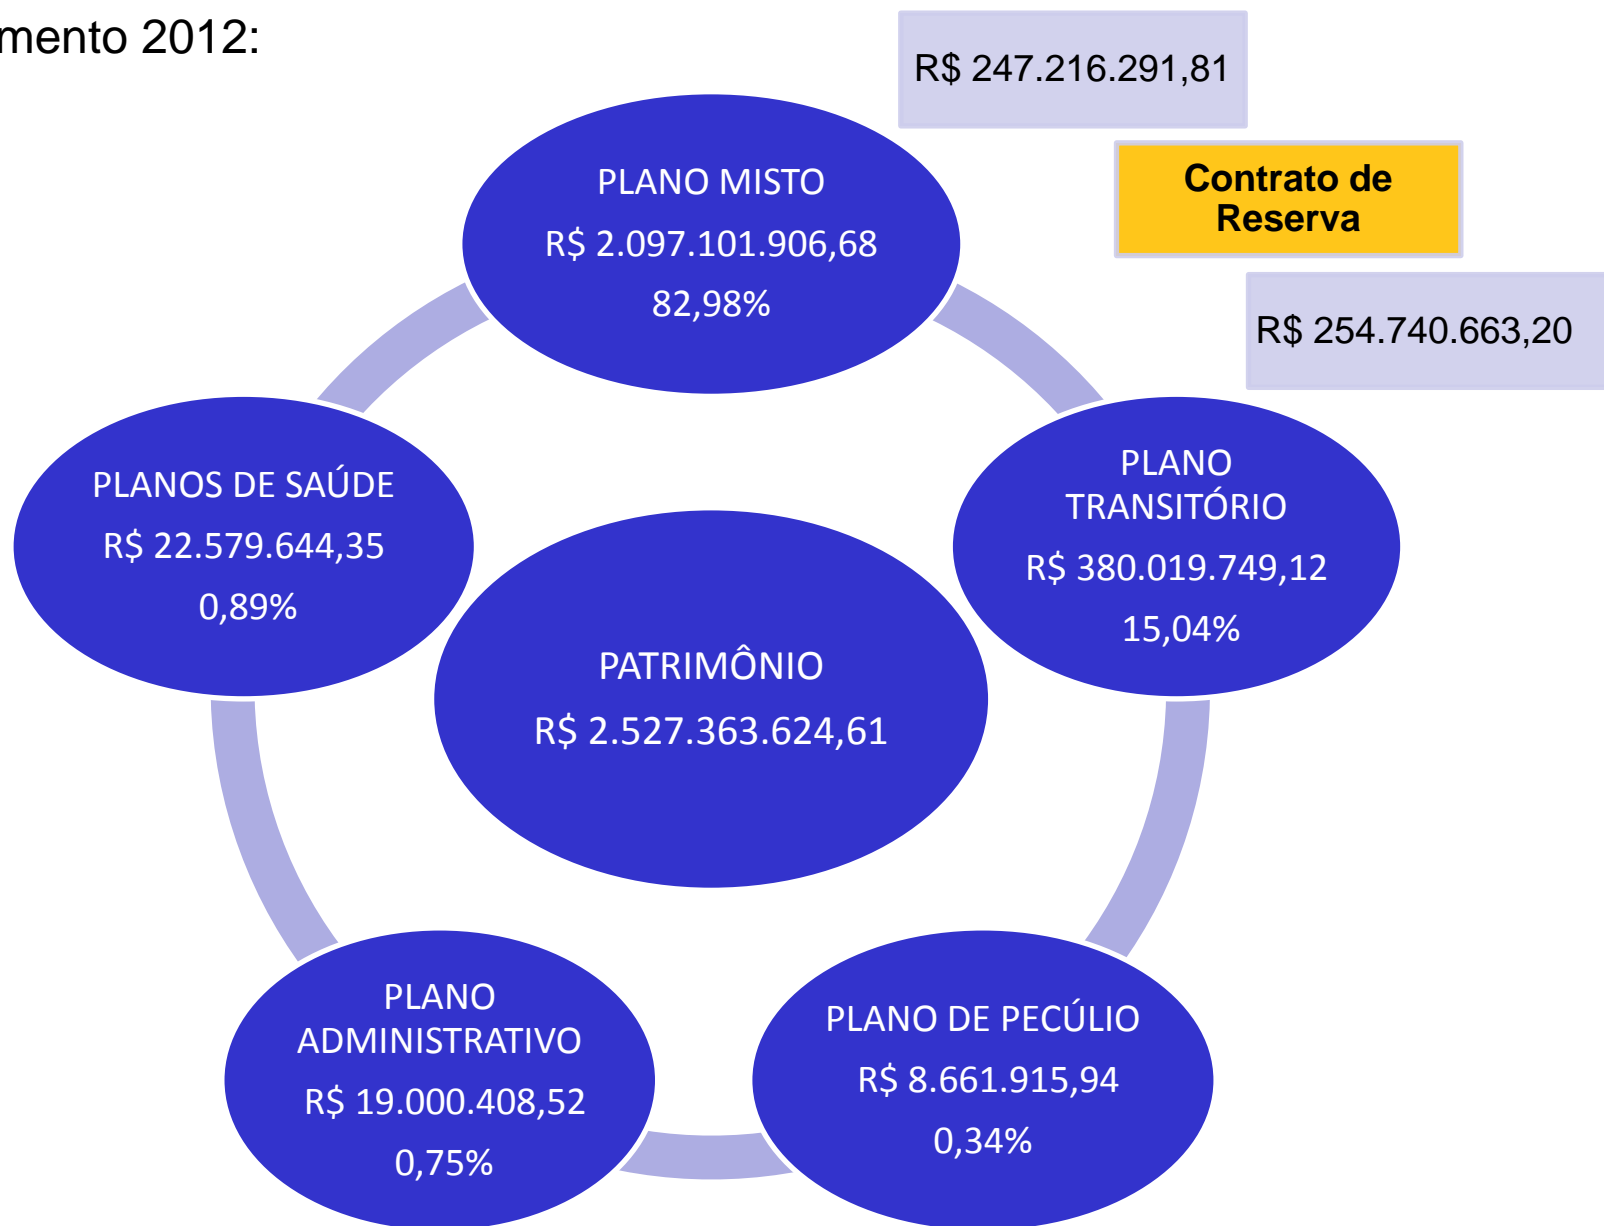 mento 2012:
R$ 247.216.291,81
Contrato de
Reserva
R$ 254.740.663,20
PLANO MISTO
R$ 2.097.101.906,68
82,98%
PLANOS DE SAÚDE
R$ 22.579.644,35
0,89%
PLANO
TRANSITÓRIO
R$ 380.019.749,12
15,04%
PATRIMÔNIO
R$ 2.527.363.624,61
PLANO
ADMINISTRATIVO
R$ 19.000.408,52
0,75%
PLANO DE PECÚLIO
R$ 8.661.915,94
0,34%